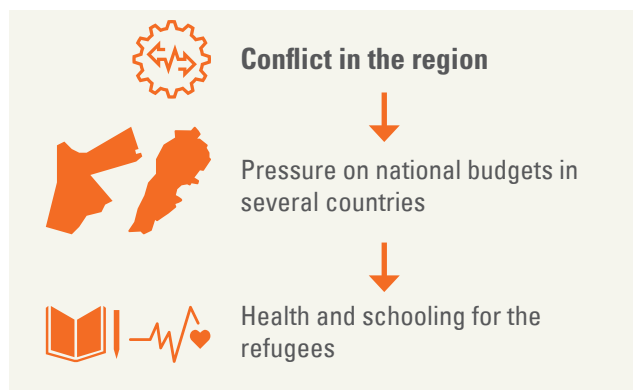 Conflict in the region
Pressure on national budgets in
several countries
Health and schooling for the
refugees